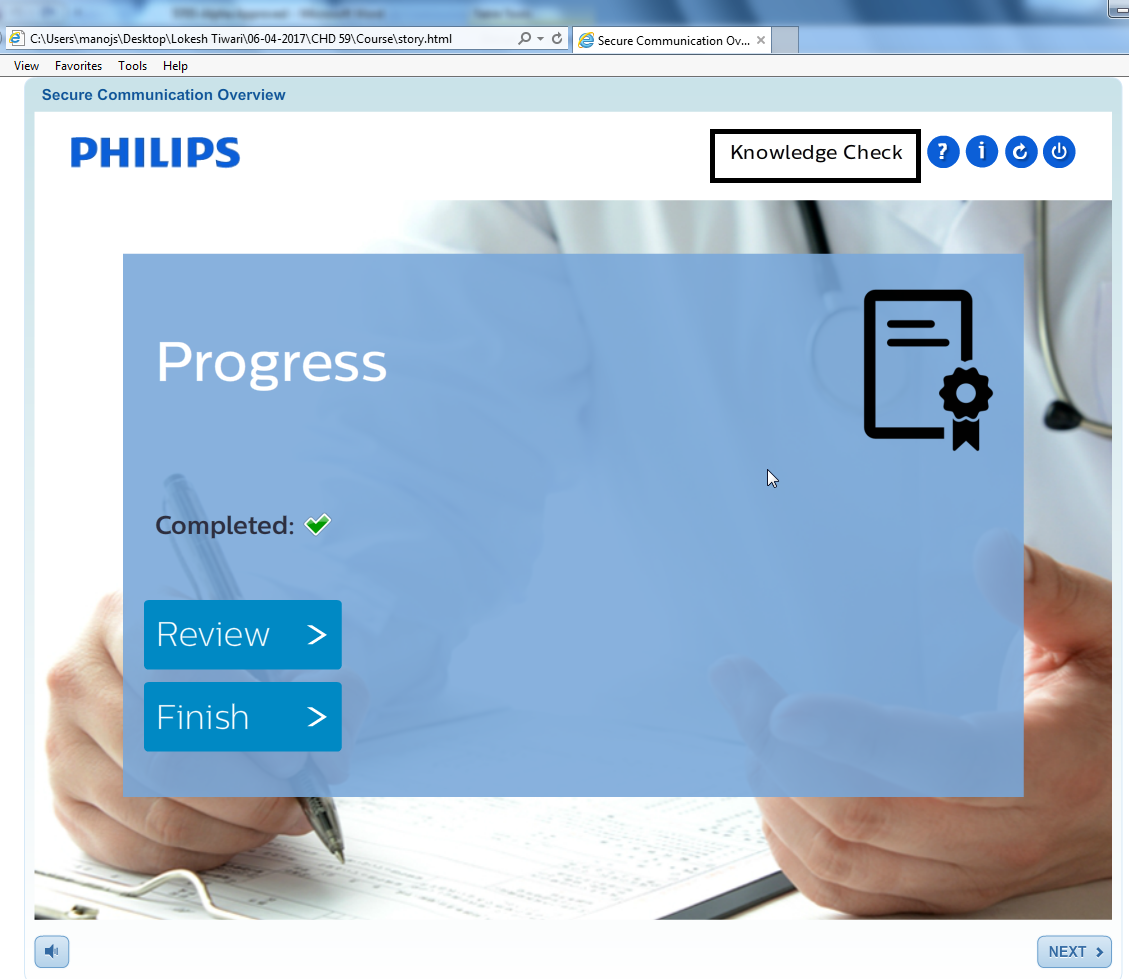 C:\Users\manojs\Desktop\Lokesh Tiwari\06-04-2017\CHD 59\Course\story.html
Secure Communication Ov...
View Favorites Tools Help
Secure Communication Overview
PHILIPS
Knowledge Check
? i
Progress
Completed:
Review >
Finish >
NEXT >